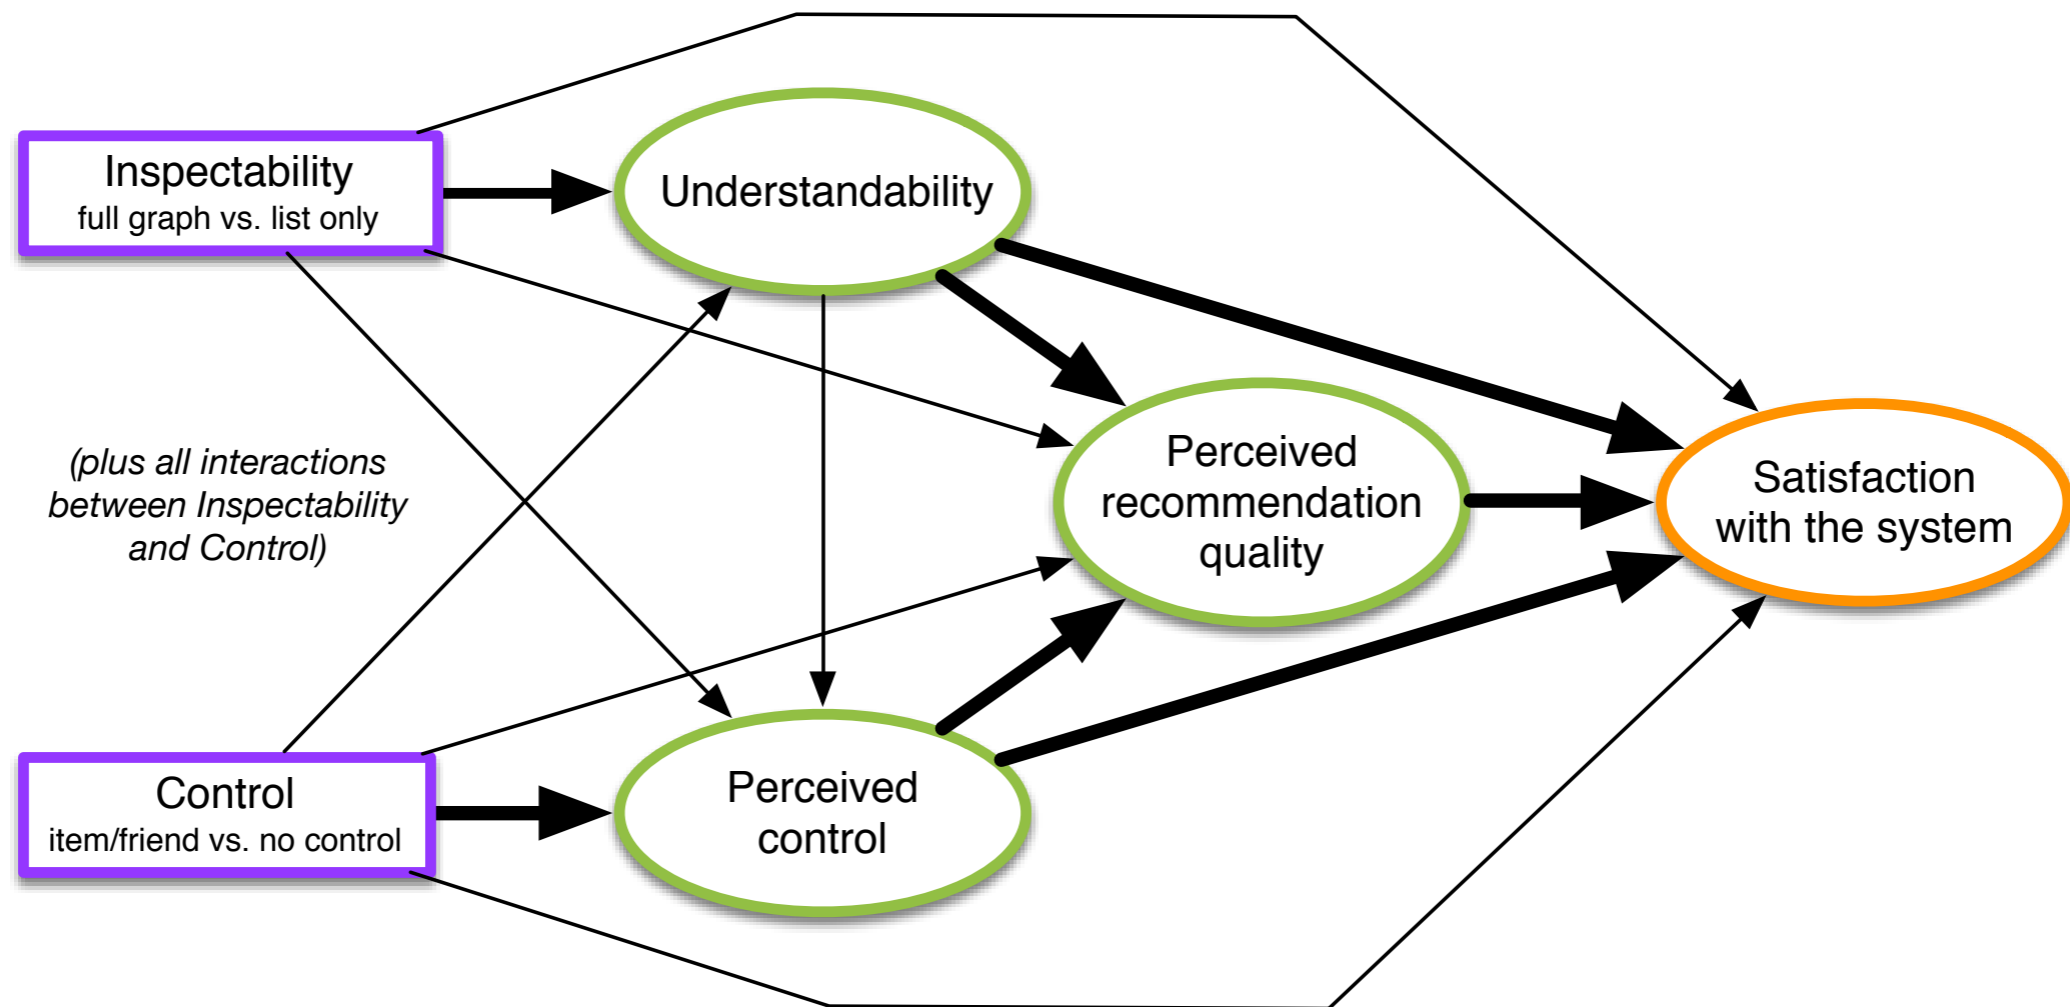 Inspectability
full graph vs. list only
Understandability
(plus all interactions
between Inspectability
and Control)
Perceived
recommendation
quality
Satisfaction
with the system
Control
item/friend vs. no control
Perceived
control